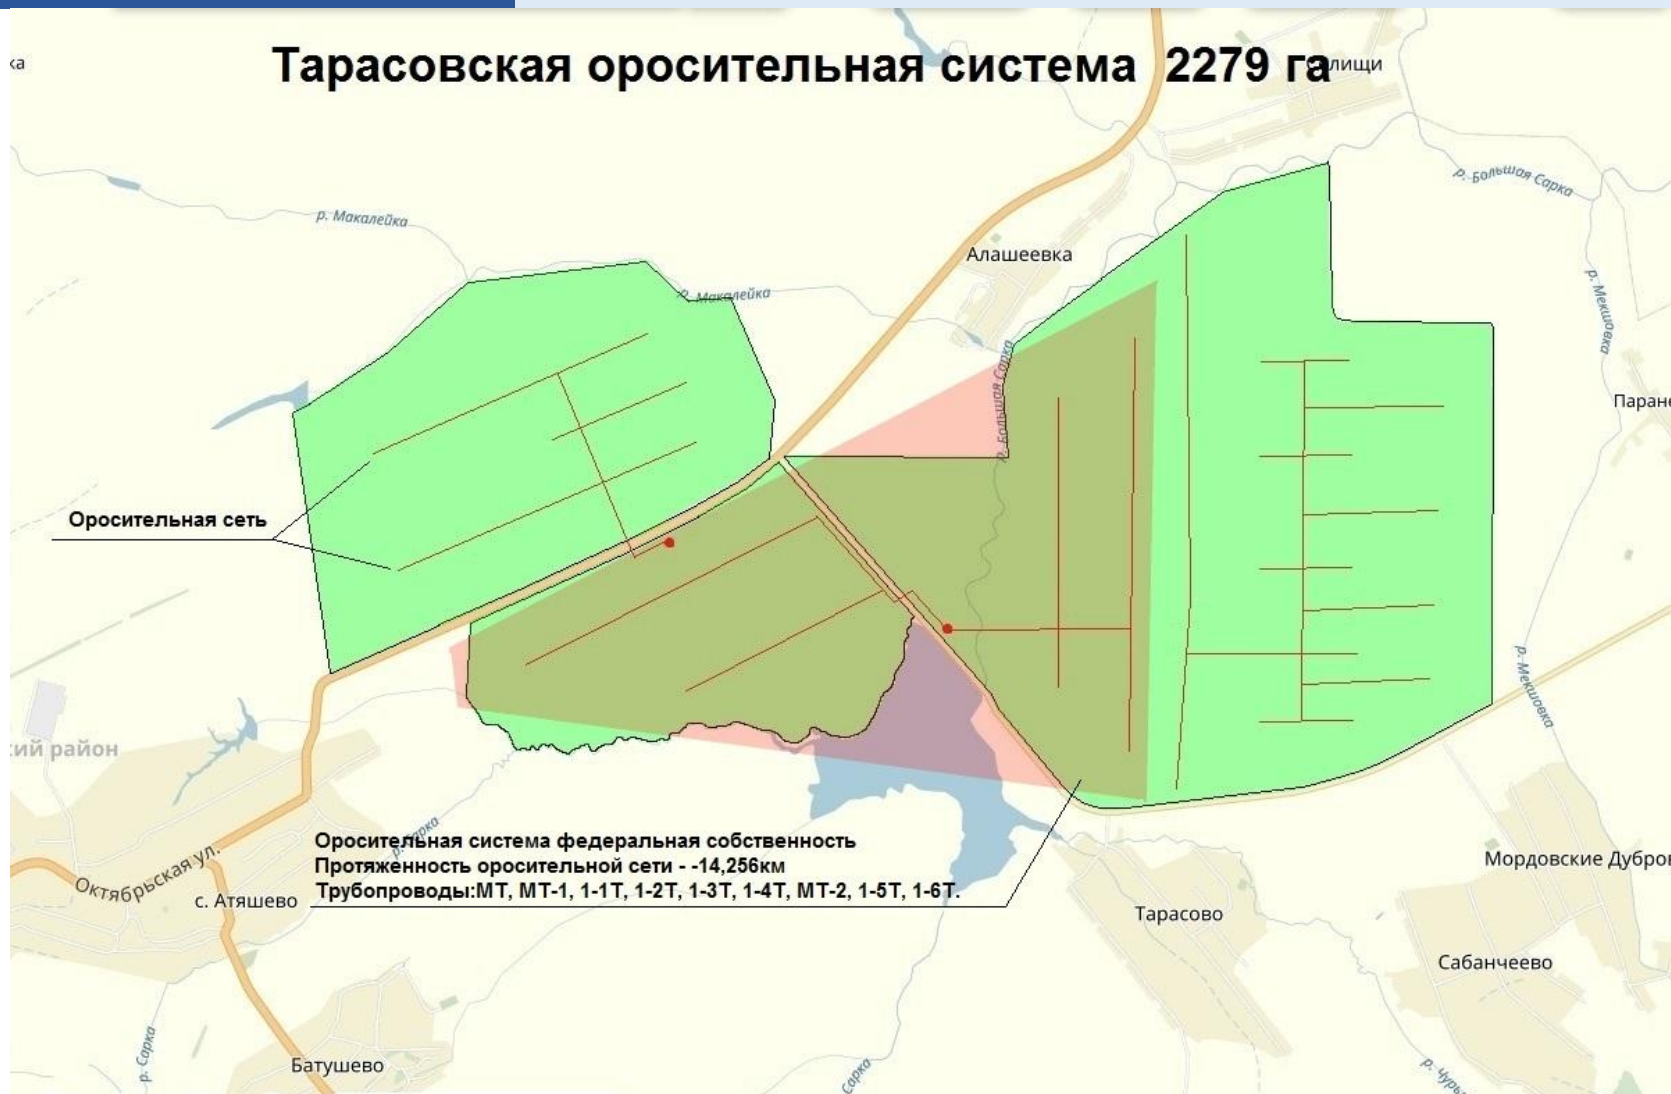 Тарасовская оросительная система 2279 га
р. Макалейка
Алашеевка
р. Большая Сарка
р. Макалейка
р. Мекшовка
р. Большая Сарка
Оросительная сеть
р. Мекшовка
ий район
Оросительная система федеральная собственность
Протяженность оросительной сети - -14,256км
Трубопроводы:МТ, МТ-1, 1-1Т, 1-2Т, 1-3Т, 1-4Т, МТ-2, 1-5Т, 1-6Т.
р. Сарка
Октябрьская ул.
с. Атяшево
Мордовские Дубров
Тарасово
Сабанчеево
Батушево
р. Сарка
Сарка